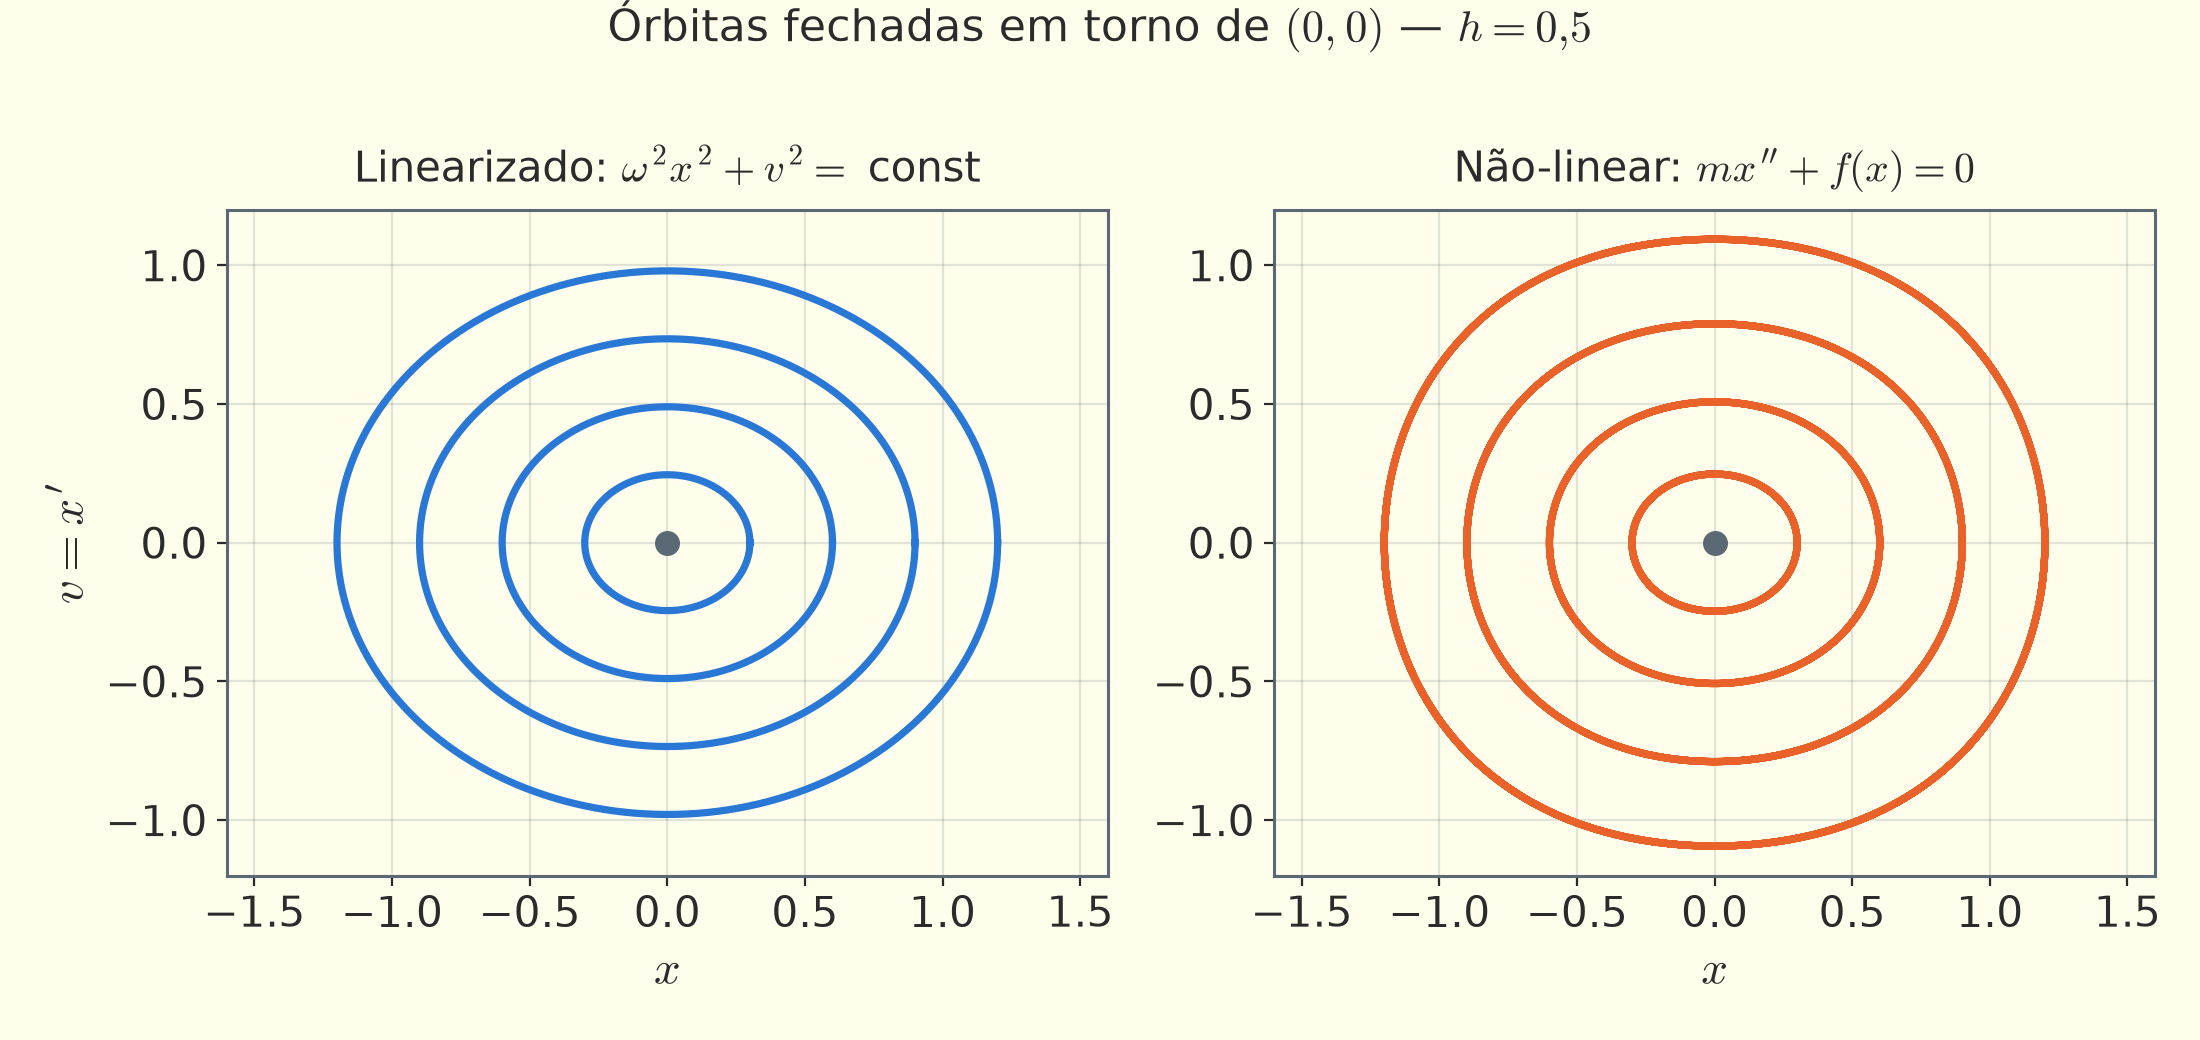 Órbitas fechadas em torno de (0, 0) — h = 0,5
Linearizado: ω²x² + v² = const
1.0
0.5
0.0
−0.5
−1.0
v = x′
−1.5 −1.0 −0.5 0.0 0.5 1.0 1.5
x
Não-linear: mx″ + f(x) = 0
1.0
0.5
0.0
−0.5
−1.0
−1.5 −1.0 −0.5 0.0 0.5 1.0 1.5
x